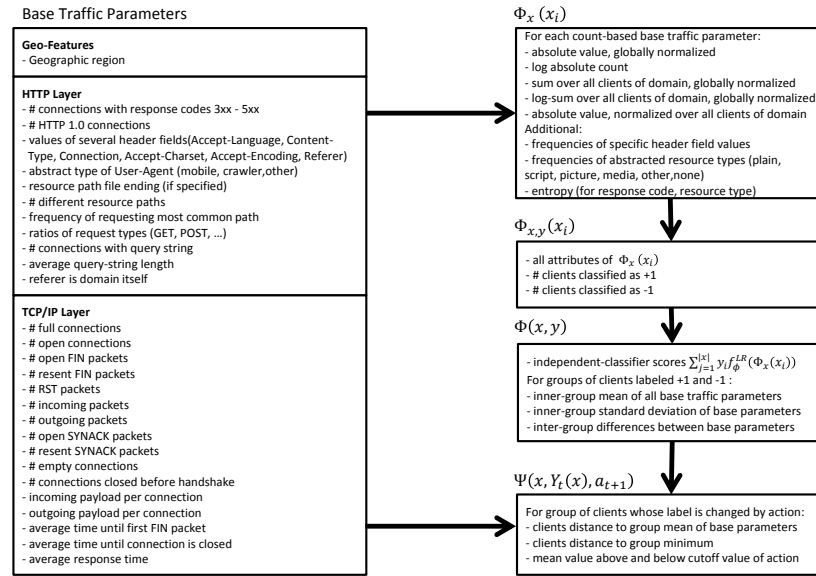 Base Traffic Parameters
Geo-Features
- Geographic region
HTTP Layer
- # connections with response codes 3xx - 5xx
- # HTTP 1.0 connections
- values of several header fields(Accept-Language, Content-
Type, Connection, Accept-Charset, Accept-Encoding, Referer)
- abstract type of User-Agent (mobile, crawler,other)
- resource path file ending (if specified)
- # different resource paths
- frequency of requesting most common path
- ratios of request types (GET, POST, ...)
- # connections with query string
- average query-string length
- referer is domain itself
TCP/IP Layer
- # full connections
- # open connections
- # open FIN packets
- # resent FIN packets
- # RST packets
- # incoming packets
- # outgoing packets
- # open SYNACK packets
- # resent SYNACK packets
- # empty connections
- # connections closed before handshake
- incoming payload per connection
- outgoing payload per connection
- average time until first FIN packet
- average time until connection is closed
- average response time
Φ_x (x_i)
For each count-based base traffic parameter:
- absolute value, globally normalized
- log absolute count
- sum over all clients of domain, globally normalized
- log-sum over all clients of domain, globally normalized
- absolute value, normalized over all clients of domain
Additional:
- frequencies of specific header field values
- frequencies of abstracted resource types (plain,
script, picture, media, other,none)
- entropy (for response code, resource type)
Φ_{x,y}(x_i)
- all attributes of Φ_x (x_i)
- # clients classified as +1
- # clients classified as -1
Φ(x, y)
- independent-classifier scores ∑_{j=1}^{|x|} y_i f_ϕ^{LR}(Φ_x(x_i))
For groups of clients labeled +1 and -1 :
- inner-group mean of all base traffic parameters
- inner-group standard deviation of base parameters
- inter-group differences between base parameters
Ψ(x, Y_t(x), a_{t+1})
For group of clients whose label is changed by action:
- clients distance to group mean of base parameters
- clients distance to group minimum
- mean value above and below cutoff value of action